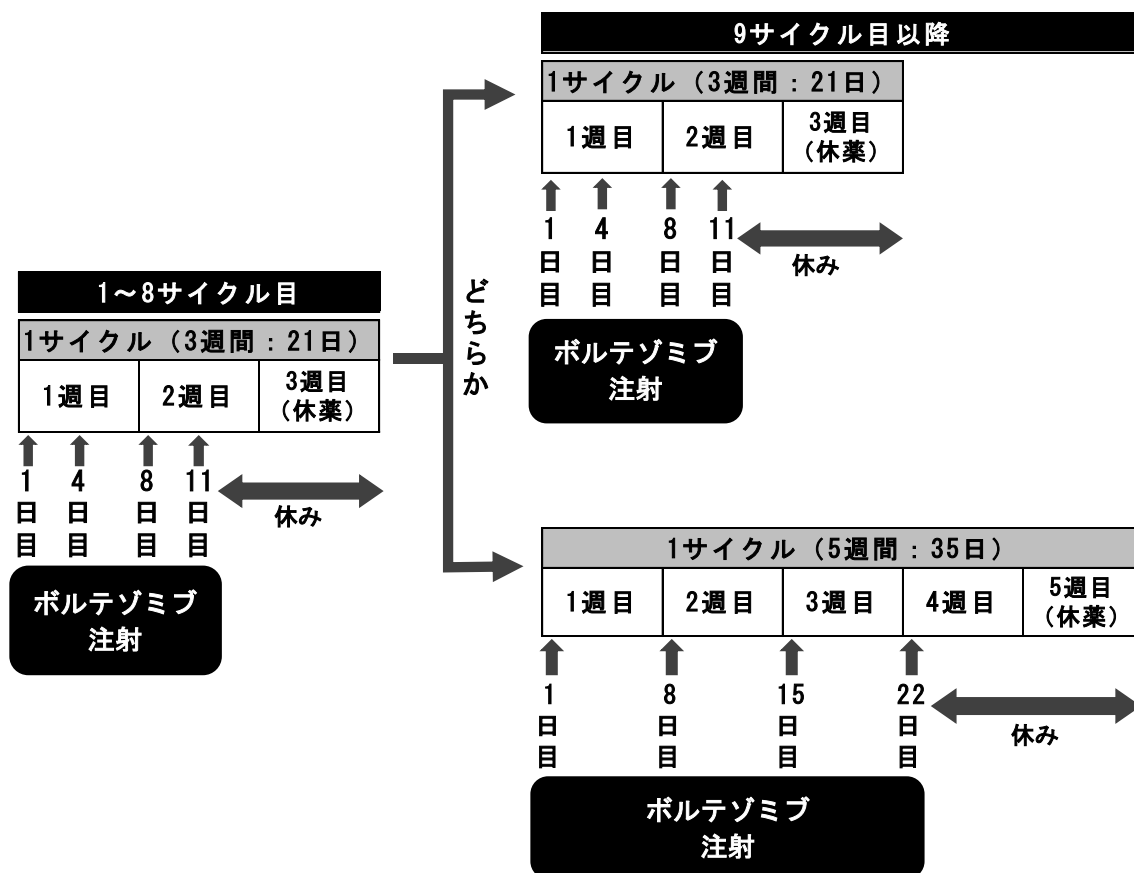 1～8サイクル目
1サイクル（3週間：21日）
1週目
2週目
3週目
（休薬）
1日目
4日目
8日目
11日目
休み
ボルテゾミブ
注射
どちらか
9サイクル目以降
1サイクル（3週間：21日）
1週目
2週目
3週目
（休薬）
1日目
4日目
8日目
11日目
休み
ボルテゾミブ
注射
1サイクル（5週間：35日）
1週目
2週目
3週目
4週目
5週目
（休薬）
1日目
8日目
15日目
22日目
休み
ボルテゾミブ
注射